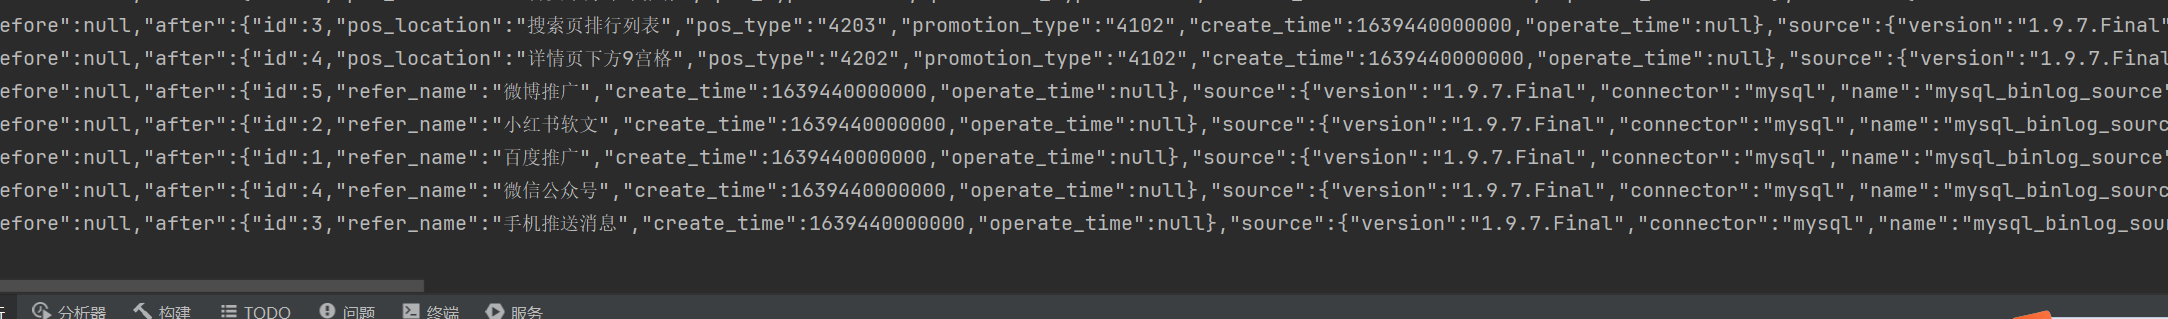 efore":null,"after":{"id":3,"pos_location":"搜索页排行列表","pos_type":"4203","promotion_type":"4102","create_time":1639440000000,"operate_time":null},"source":{"version":"1.9.7.Final"
efore":null,"after":{"id":4,"pos_location":"详情页下方9宫格","pos_type":"4202","promotion_type":"4102","create_time":1639440000000,"operate_time":null},"source":{"version":"1.9.7.Final
efore":null,"after":{"id":5,"refer_name":"微博推广","create_time":1639440000000,"operate_time":null},"source":{"version":"1.9.7.Final","connector":"mysql","name":"mysql_binlog_source"
efore":null,"after":{"id":2,"refer_name":"小红书软文","create_time":1639440000000,"operate_time":null},"source":{"version":"1.9.7.Final","connector":"mysql","name":"mysql_binlog_sourc
efore":null,"after":{"id":1,"refer_name":"百度推广","create_time":1639440000000,"operate_time":null},"source":{"version":"1.9.7.Final","connector":"mysql","name":"mysql_binlog_source"
efore":null,"after":{"id":4,"refer_name":"微信公众号","create_time":1639440000000,"operate_time":null},"source":{"version":"1.9.7.Final","connector":"mysql","name":"mysql_binlog_sourc
efore":null,"after":{"id":3,"refer_name":"手机推送消息","create_time":1639440000000,"operate_time":null},"source":{"version":"1.9.7.Final","connector":"mysql","name":"mysql_binlog_sou
分析器 构建 TODO 问题 终端 服务